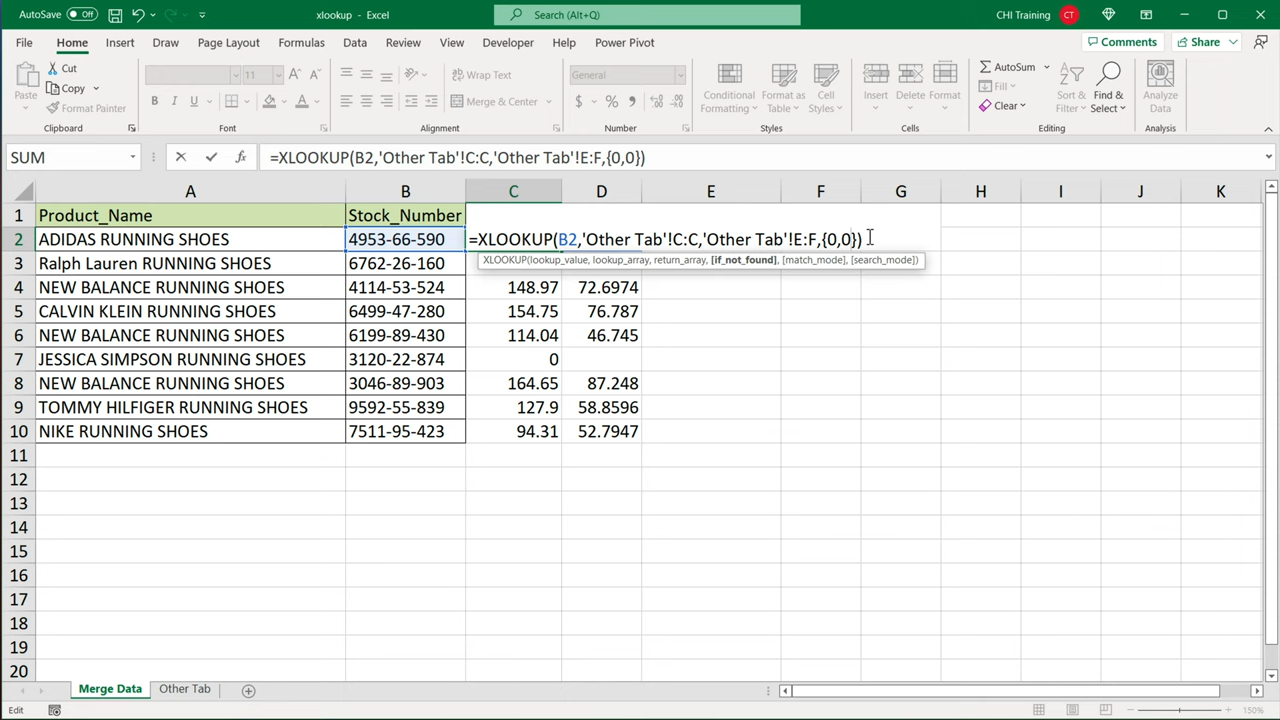 AutoSave Off xlookup - Excel Search (Alt+Q) CHI Training CT
File Home Insert Draw Page Layout Formulas Data Review View Developer Help Power Pivot Comments Share
Paste Cut Copy Format Painter
11 A A Wrap Text General
B I U A Merge & Center $ % 9
Conditional Formatting Format as Table Cell Styles
Insert Delete Format
AutoSum Fill Clear Sort & Filter Find & Select
Analyze Data
Clipboard Font Alignment Number Styles Cells Editing Analysis
SUM fx =XLOOKUP(B2,'Other Tab'!C:C,'Other Tab'!E:F,{0,0})
A B C D E F G H I J K
1 Product_Name Stock_Number
2 ADIDAS RUNNING SHOES 4953-66-590 =XLOOKUP(B2,'Other Tab'!C:C,'Other Tab'!E:F,{0,0})
XLOOKUP(lookup_value, lookup_array, return_array, [if_not_found], [match_mode], [search_mode])
3 Ralph Lauren RUNNING SHOES 6762-26-160
4 NEW BALANCE RUNNING SHOES 4114-53-524 148.97 72.6974
5 CALVIN KLEIN RUNNING SHOES 6499-47-280 154.75 76.787
6 NEW BALANCE RUNNING SHOES 6199-89-430 114.04 46.745
7 JESSICA SIMPSON RUNNING SHOES 3120-22-874 0
8 NEW BALANCE RUNNING SHOES 3046-89-903 164.65 87.248
9 TOMMY HILFIGER RUNNING SHOES 9592-55-839 127.9 58.8596
10 NIKE RUNNING SHOES 7511-95-423 94.31 52.7947
11
12
13
14
15
16
17
18
19
20
Merge Data Other Tab
Edit 150%